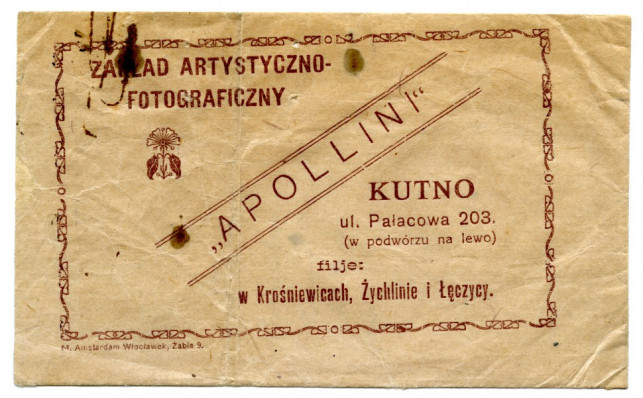 ZAKŁAD ARTYSTYCZNO-
FOTOGRAFICZNY
„APOLLINI“
KUTNO
ul. Pałacowa 203.
(w podwórzu na lewo)
filje:
w Krośniewicach, Żychlinie i Łęczycy.
M. Amsterdam Włocławek, Żabia 9.